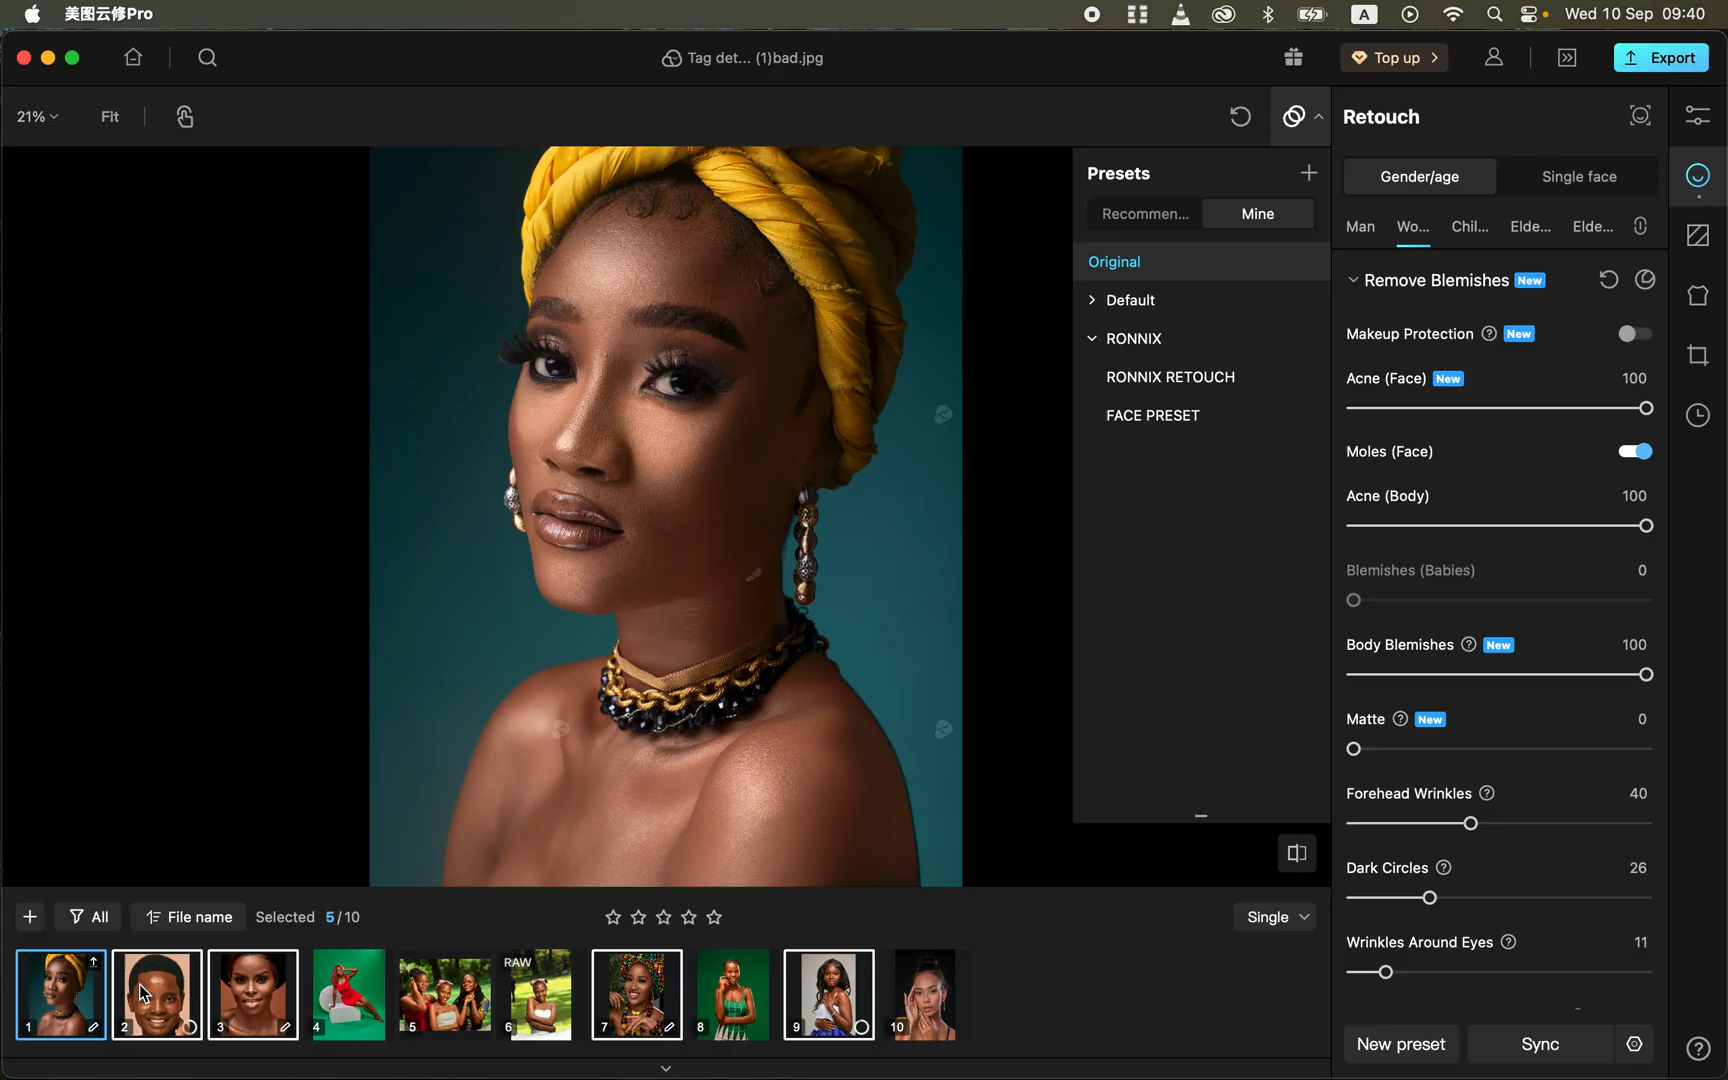 美图云修Pro
A
Wed 10 Sep 09:40
Tag det... (1)bad.jpg
Top up
Export
21%
Fit
Presets
Recommen...
Mine
Original
Default
RONNIX
RONNIX RETOUCH
FACE PRESET
Retouch
Gender/age
Single face
Man
Wo...
Chil...
Elde...
Elde...
Remove Blemishes New
Makeup Protection New
Acne (Face) New 100
Moles (Face)
Acne (Body) 100
Blemishes (Babies) 0
Body Blemishes New 100
Matte New 0
Forehead Wrinkles 40
Dark Circles 26
Wrinkles Around Eyes 11
New preset
Sync
All
File name
Selected 5/10
Single
1
2
3
4
5
RAW
6
7
8
9
10